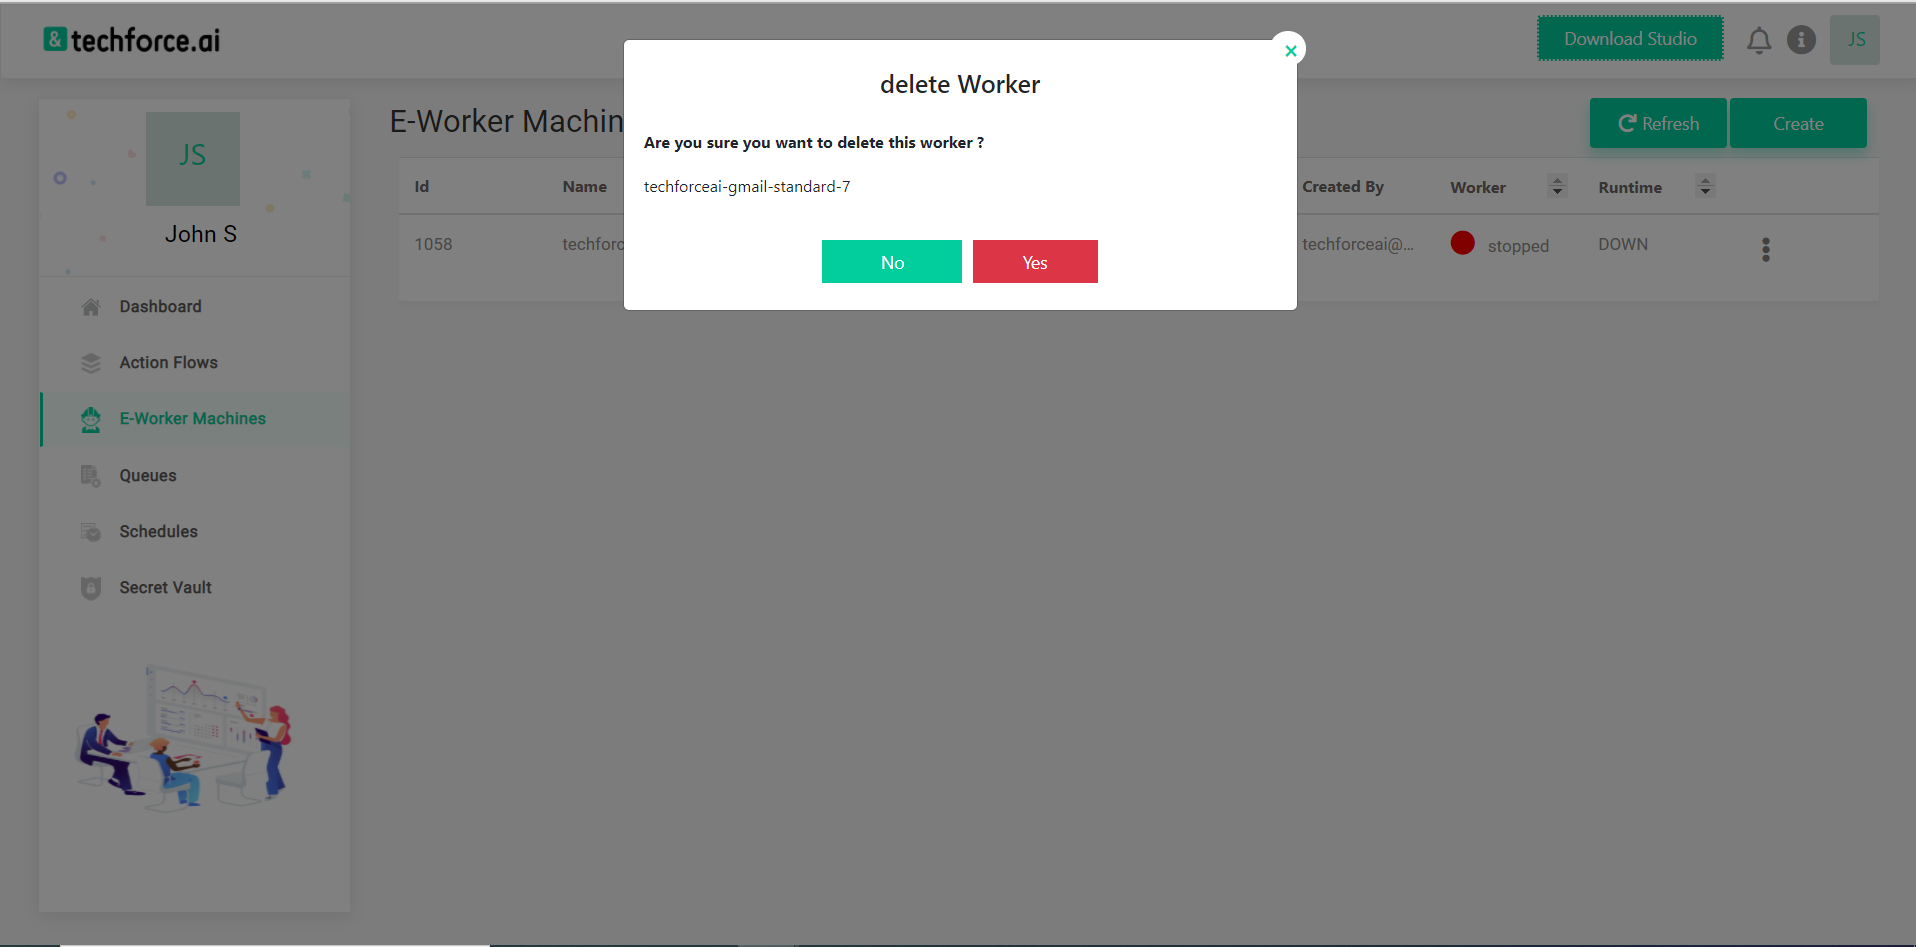 & techforce.ai
Download Studio
JS
delete Worker
Are you sure you want to delete this worker ?
techforceai-gmail-standard-7
No
Yes
JS
John S
Dashboard
Action Flows
E-Worker Machines
Queues
Schedules
Secret Vault
E-Worker Machin
Refresh
Create
Id
Name
Created By
Worker
Runtime
1058
techforc
techforceai@...
stopped
DOWN